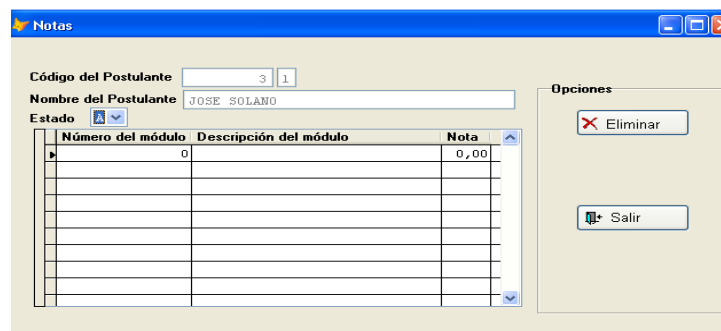 Notas
Código del Postulante 3 1
Nombre del Postulante JOSE SOLANO
Estado A
Número del módulo Descripción del módulo Nota
0 0,00
Opciones
Eliminar
Salir